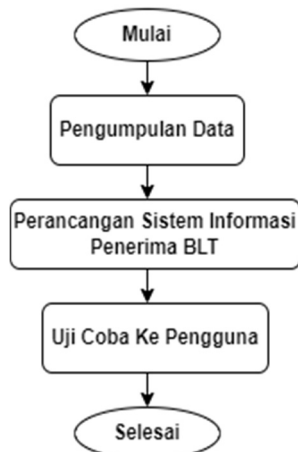 Mulai
Pengumpulan Data
Perancangan Sistem Informasi
Penerima BLT
Uji Coba Ke Pengguna
Selesai